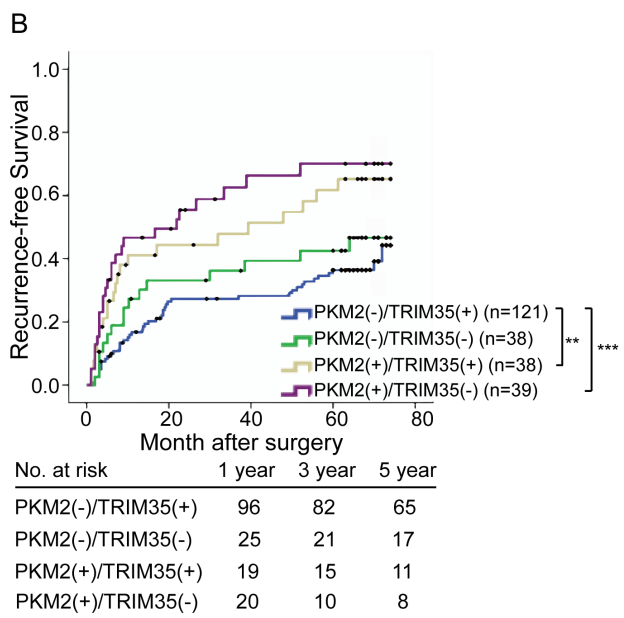 B
Recurrence-free Survival
1.0
0.8
0.6
0.4
0.2
0.0
PKM2(-)/TRIM35(+) (n=121)
PKM2(-)/TRIM35(-) (n=38)
PKM2(+)/TRIM35(+) (n=38)
PKM2(+)/TRIM35(-) (n=39)
**
***
0 20 40 60 80
Month after surgery
No. at risk 1 year 3 year 5 year
PKM2(-)/TRIM35(+) 96 82 65
PKM2(-)/TRIM35(-) 25 21 17
PKM2(+)/TRIM35(+) 19 15 11
PKM2(+)/TRIM35(-) 20 10 8